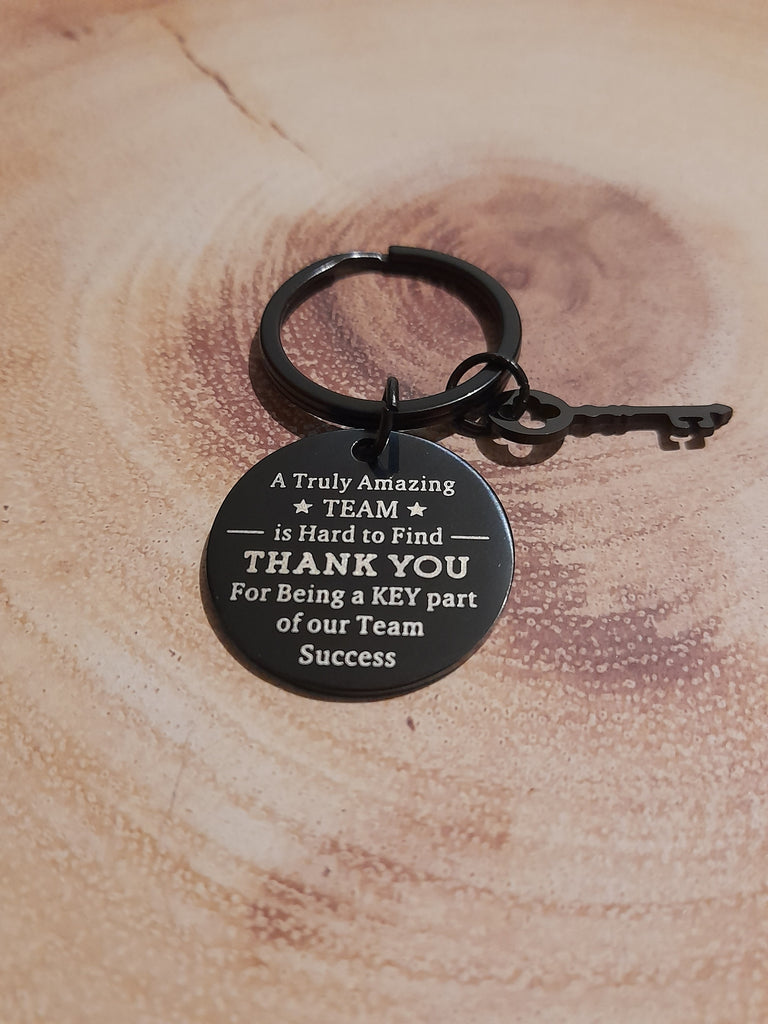 A Truly Amazing
★ TEAM ★
is Hard to Find
THANK YOU
For Being a KEY part
of our Team
Success